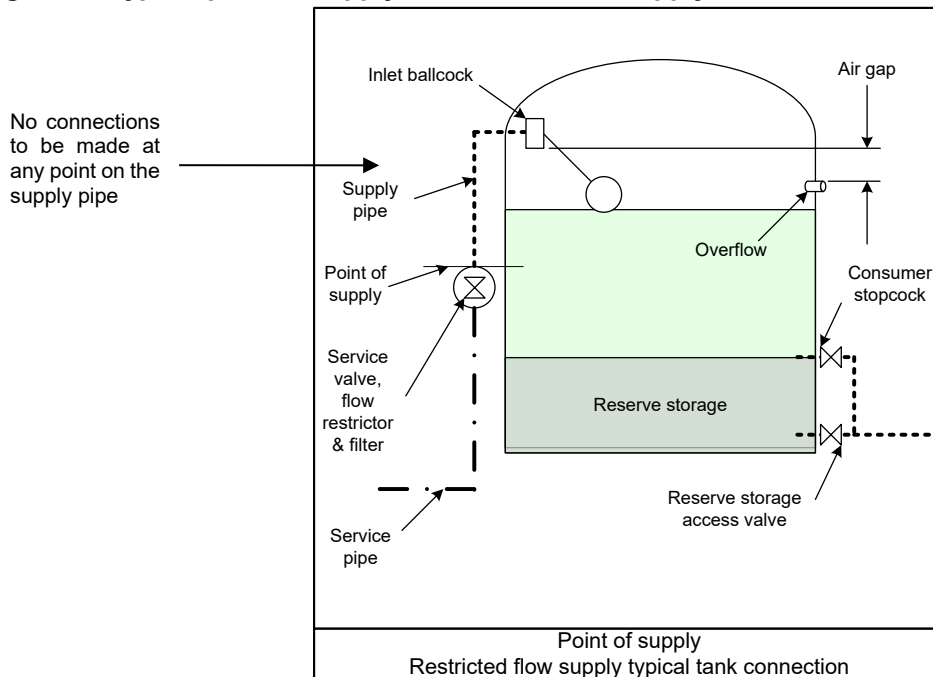 Inlet ballcock
Air gap
No connections
to be made at
any point on the
supply pipe
Supply
pipe
Overflow
Point of
supply
Consumer
stopcock
Service
valve,
flow
restrictor
& filter
Reserve storage
Reserve storage
access valve
Service
pipe
Point of supply
Restricted flow supply typical tank connection